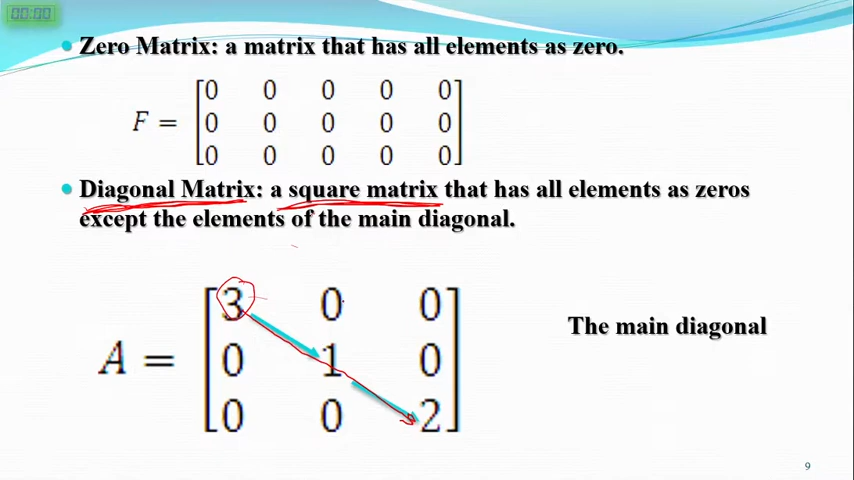 00:00
Zero Matrix: a matrix that has all elements as zero.
F = [0 0 0 0 0
0 0 0 0 0
0 0 0 0 0]
Diagonal Matrix: a square matrix that has all elements as zeros
except the elements of the main diagonal.
A = [3 0 0
0 1 0
0 0 2]
The main diagonal
9